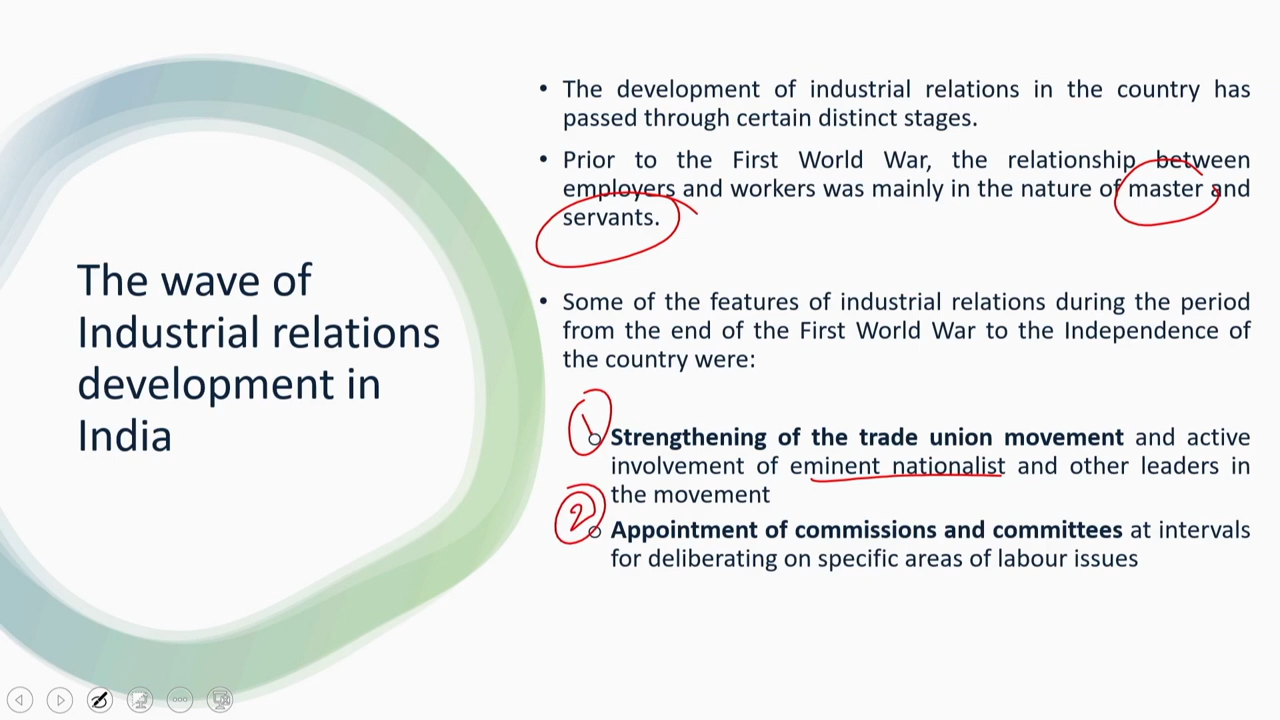 The wave of
Industrial relations
development in
India
• The development of industrial relations in the country has
passed through certain distinct stages.
• Prior to the First World War, the relationship between
employers and workers was mainly in the nature of master and
servants.
• Some of the features of industrial relations during the period
from the end of the First World War to the Independence of
the country were:
1
○ Strengthening of the trade union movement and active
involvement of eminent nationalist and other leaders in
the movement
2
○ Appointment of commissions and committees at intervals
for deliberating on specific areas of labour issues